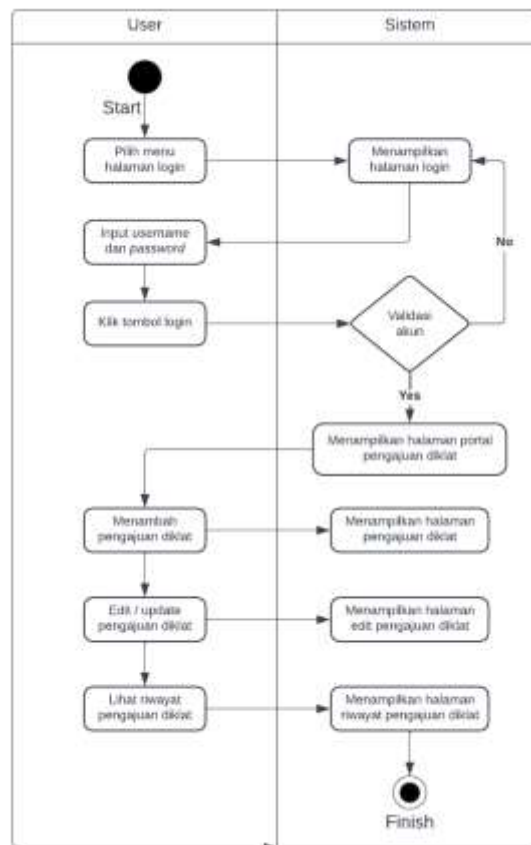 User
Sistem
Start
Pilih menu
halaman login
Menampilkan
halaman login
Input username
dan password
No
Klik tombol login
Validasi
akun
Yes
Menampilkan halaman portal
pengajuan diklat
Menambah
pengajuan diklat
Menampilkan halaman
pengajuan diklat
Edit / update
pengajuan diklat
Menampilkan halaman
edit pengajuan diklat
Lihat riwayat
pengajuan diklat
Menampilkan halaman
riwayat pengajuan diklat
Finish